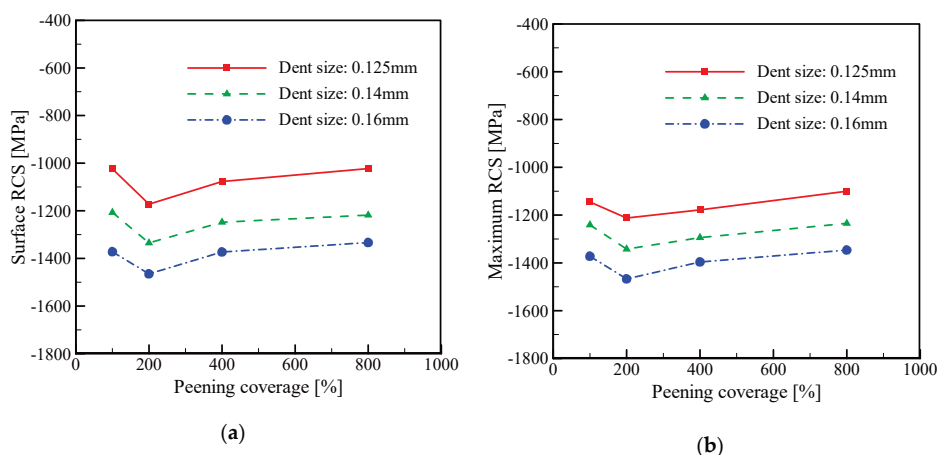 -400
-600
-800
-1000
-1200
-1400
-1600
-1800
Surface RCS [MPa]
Dent size: 0.125mm
Dent size: 0.14mm
Dent size: 0.16mm
0 200 400 600 800 1000
Peening coverage [%]
(a)
-400
-600
-800
-1000
-1200
-1400
-1600
-1800
Maximum RCS [MPa]
Dent size: 0.125mm
Dent size: 0.14mm
Dent size: 0.16mm
0 200 400 600 800 1000
Peening coverage [%]
(b)